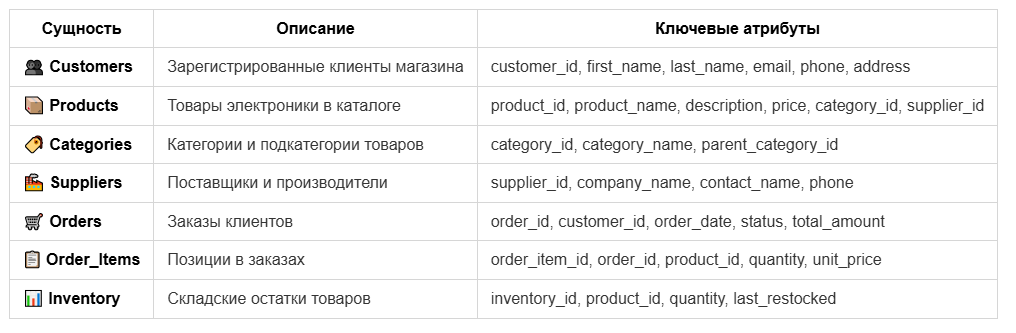 Сущность Описание Ключевые атрибуты
Customers Зарегистрированные клиенты магазина customer_id, first_name, last_name, email, phone, address
Products Товары электроники в каталоге product_id, product_name, description, price, category_id, supplier_id
Categories Категории и подкатегории товаров category_id, category_name, parent_category_id
Suppliers Поставщики и производители supplier_id, company_name, contact_name, phone
Orders Заказы клиентов order_id, customer_id, order_date, status, total_amount
Order_Items Позиции в заказах order_item_id, order_id, product_id, quantity, unit_price
Inventory Складские остатки товаров inventory_id, product_id, quantity, last_restocked